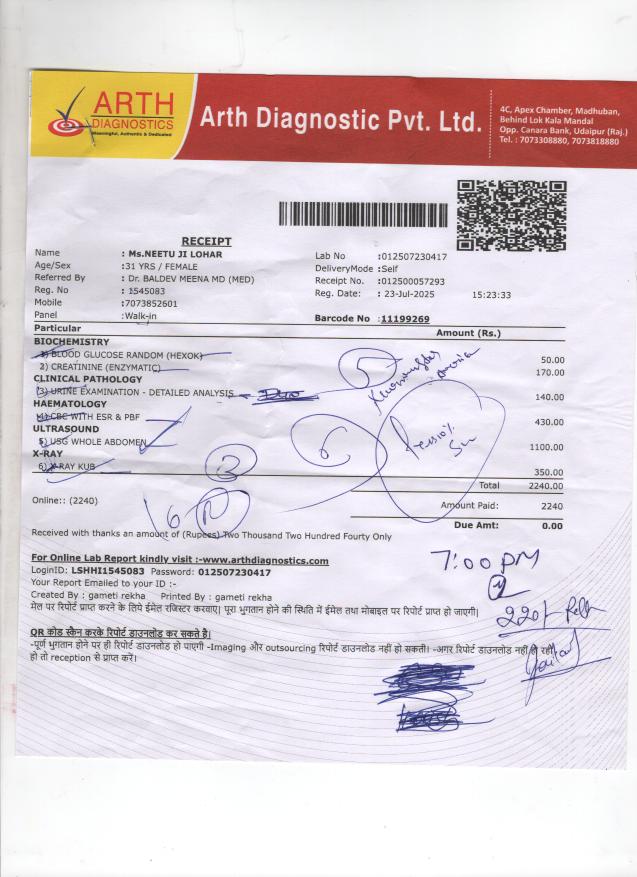 ARTH
DIAGNOSTICS
Meaningful, Authentic & Dedicated
Arth Diagnostic Pvt. Ltd.
4C, Apex Chamber, Madhuban,
Behind Lok Kala Mandal
Opp. Canara Bank, Udaipur (Raj.)
Tel. : 7073308880, 7073818880
RECEIPT
Name : Ms.NEETU JI LOHAR
Lab No :012507230417
Age/Sex :31 YRS / FEMALE
DeliveryMode :Self
Referred By : Dr. BALDEV MEENA MD (MED)
Receipt No. :012500057293
Reg. No : 1545083
Reg. Date: : 23-Jul-2025 15:23:33
Mobile :7073852601
Panel :Walk-in
Barcode No :11199269
Particular Amount (Rs.)
BIOCHEMISTRY
1) BLOOD GLUCOSE RANDOM (HEXOK) 50.00
2) CREATININE (ENZYMATIC) 170.00
CLINICAL PATHOLOGY
(3) URINE EXAMINATION - DETAILED ANALYSIS 140.00
HAEMATOLOGY
4) CBC WITH ESR & PBF 430.00
ULTRASOUND
5) USG WHOLE ABDOMEN 1100.00
X-RAY
6) X-RAY KUB 350.00
5
6
3
Total 2240.00
Online:: (2240)
16
Amount Paid: 2240
Due Amt: 0.00
Received with thanks an amount of (Rupees) Two Thousand Two Hundred Fourty Only
7:00 PM
For Online Lab Report kindly visit :-www.arthdiagnostics.com
LoginID: LSHHI1545083 Password: 012507230417
Your Report Emailed to your ID :-
Created By : gameti rekha Printed By : gameti rekha
मेल पर रिपोर्ट प्राप्त करने के लिये ईमेल रजिस्टर करवाए। पूरा भुगतान होने की स्थिति में ईमेल तथा मोबाइल पर रिपोर्ट प्राप्त हो जाएगी।
220/-
QR कोड स्कैन करके रिपोर्ट डाउनलोड कर सकते है।
-पूर्ण भुगतान होने पर ही रिपोर्ट डाउनलोड हो पाएगी -Imaging और outsourcing रिपोर्ट डाउनलोड नहीं हो सकती। -अगर रिपोर्ट डाउनलोड नहीं हो रही
हो तो reception से प्राप्त करें।